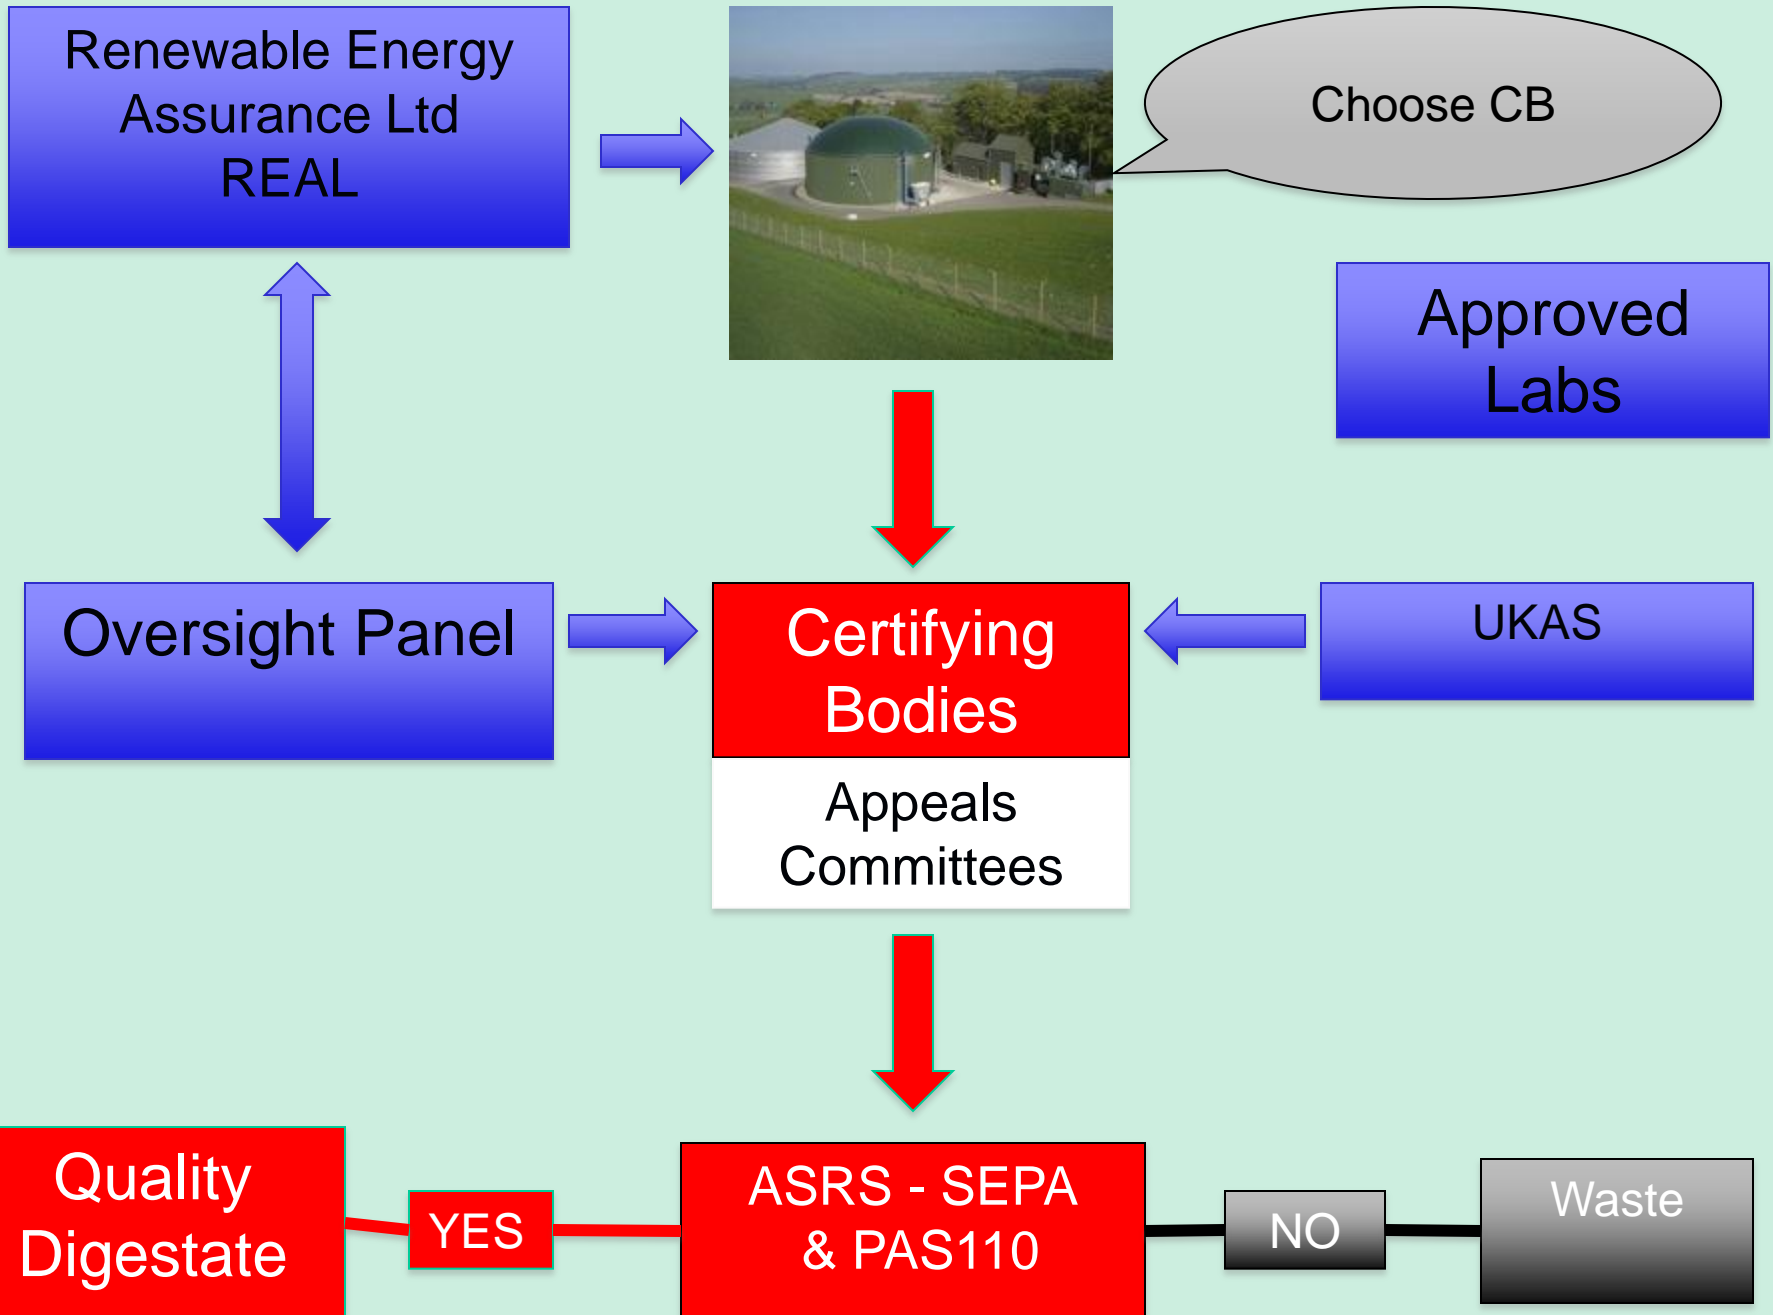 Renewable Energy
Assurance Ltd
REAL
Choose CB
Approved
Labs
Oversight Panel
Certifying
Bodies
UKAS
Appeals
Committees
Quality
Digestate
YES
ASRS - SEPA
& PAS110
NO
Waste